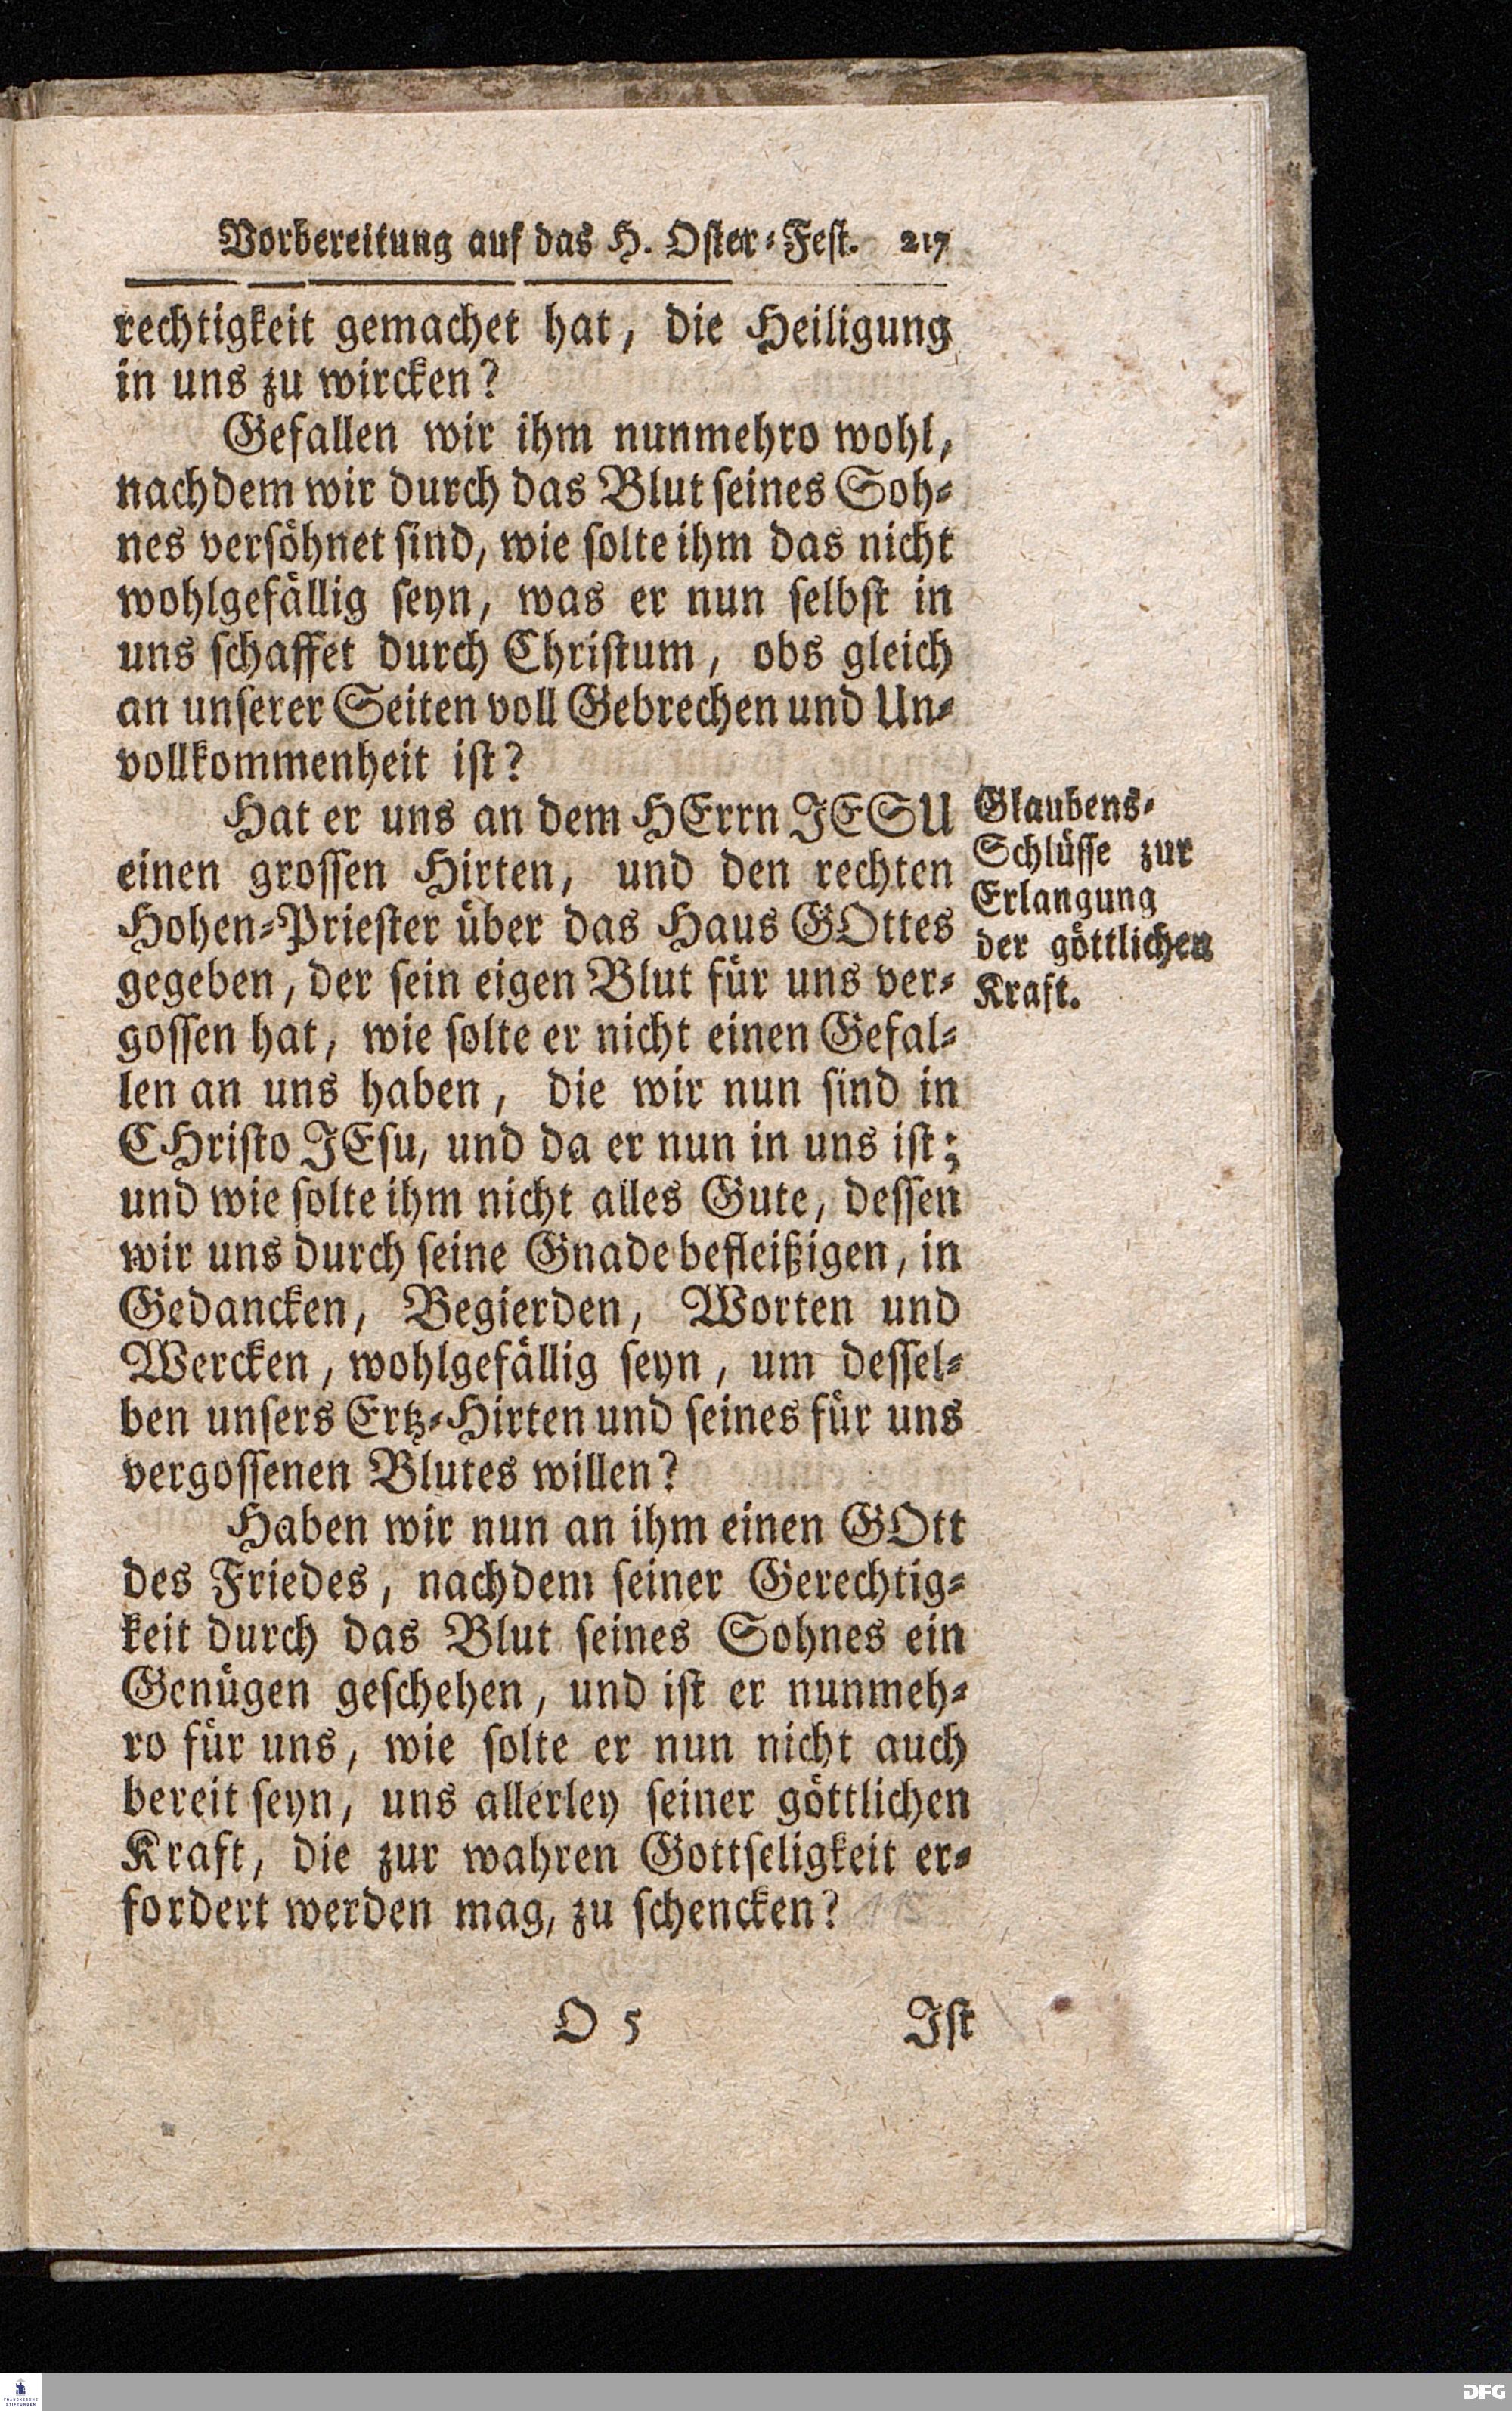 Vorbereitung auf das H. Oster-Fest. 217
rechtigkeit gemachet hat, die Heiligung
in uns zu wircken?
Gefallen wir ihm nunmehro wohl,
nachdem wir durch das Blut seines Soh-
nes versöhnet sind, wie solte ihm das nicht
wohlgefällig seyn, was er nun selbst in
uns schaffet durch Christum, obs gleich
an unserer Seiten voll Gebrechen und Un-
vollkommenheit ist?
Hat er uns an dem HErrn JESU
einen grossen Hirten, und den rechten
Hohen-Priester über das Haus GOttes
gegeben, der sein eigen Blut für uns ver-
gossen hat, wie solte er nicht einen Gefal-
len an uns haben, die wir nun sind in
CHristo JEsu, und da er nun in uns ist;
und wie solte ihm nicht alles Gute, dessen
wir uns durch seine Gnade befleißigen, in
Gedancken, Begierden, Worten und
Wercken, wohlgefällig seyn, um dessel-
ben unsers Ertz-Hirten und seines für uns
vergossenen Blutes willen?
Haben wir nun an ihm einen GOtt
des Friedes, nachdem seiner Gerechtig-
keit durch das Blut seines Sohnes ein
Genügen geschehen, und ist er nunmeh-
ro für uns, wie solte er nun nicht auch
bereit seyn, uns allerley seiner göttlichen
Kraft, die zur wahren Gottseligkeit er-
fordert werden mag, zu schencken?
Glaubens-
Schlüsse zur
Erlangung
der göttlichen
Kraft.
O 5 Ist
FRANCKESCHE
STIFTUNGEN
DFG